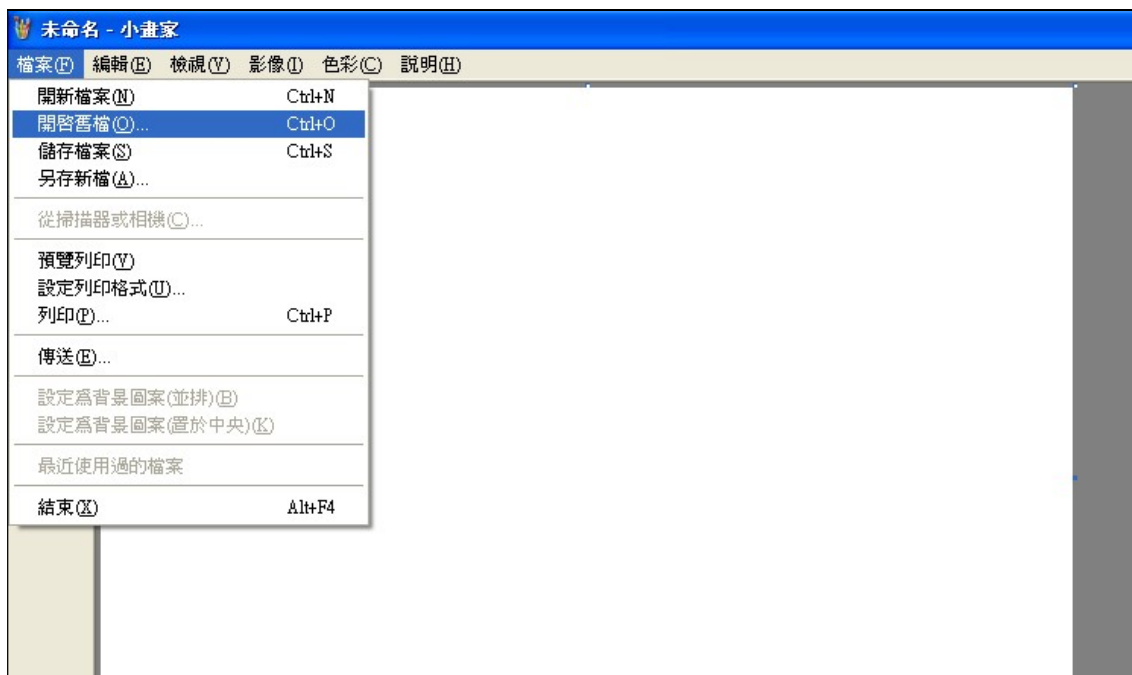 未命名 - 小畫家
檔案(F) 編輯(E) 檢視(V) 影像(I) 色彩(C) 說明(H)
開新檔案(N) Ctrl+N
開啓舊檔(O)... Ctrl+O
儲存檔案(S) Ctrl+S
另存新檔(A)...
從掃描器或相機(C)...
預覽列印(V)
設定列印格式(U)...
列印(P)... Ctrl+P
傳送(E)...
設定爲背景圖案(並排)(B)
設定爲背景圖案(置於中央)(K)
最近使用過的檔案
結束(X) Alt+F4